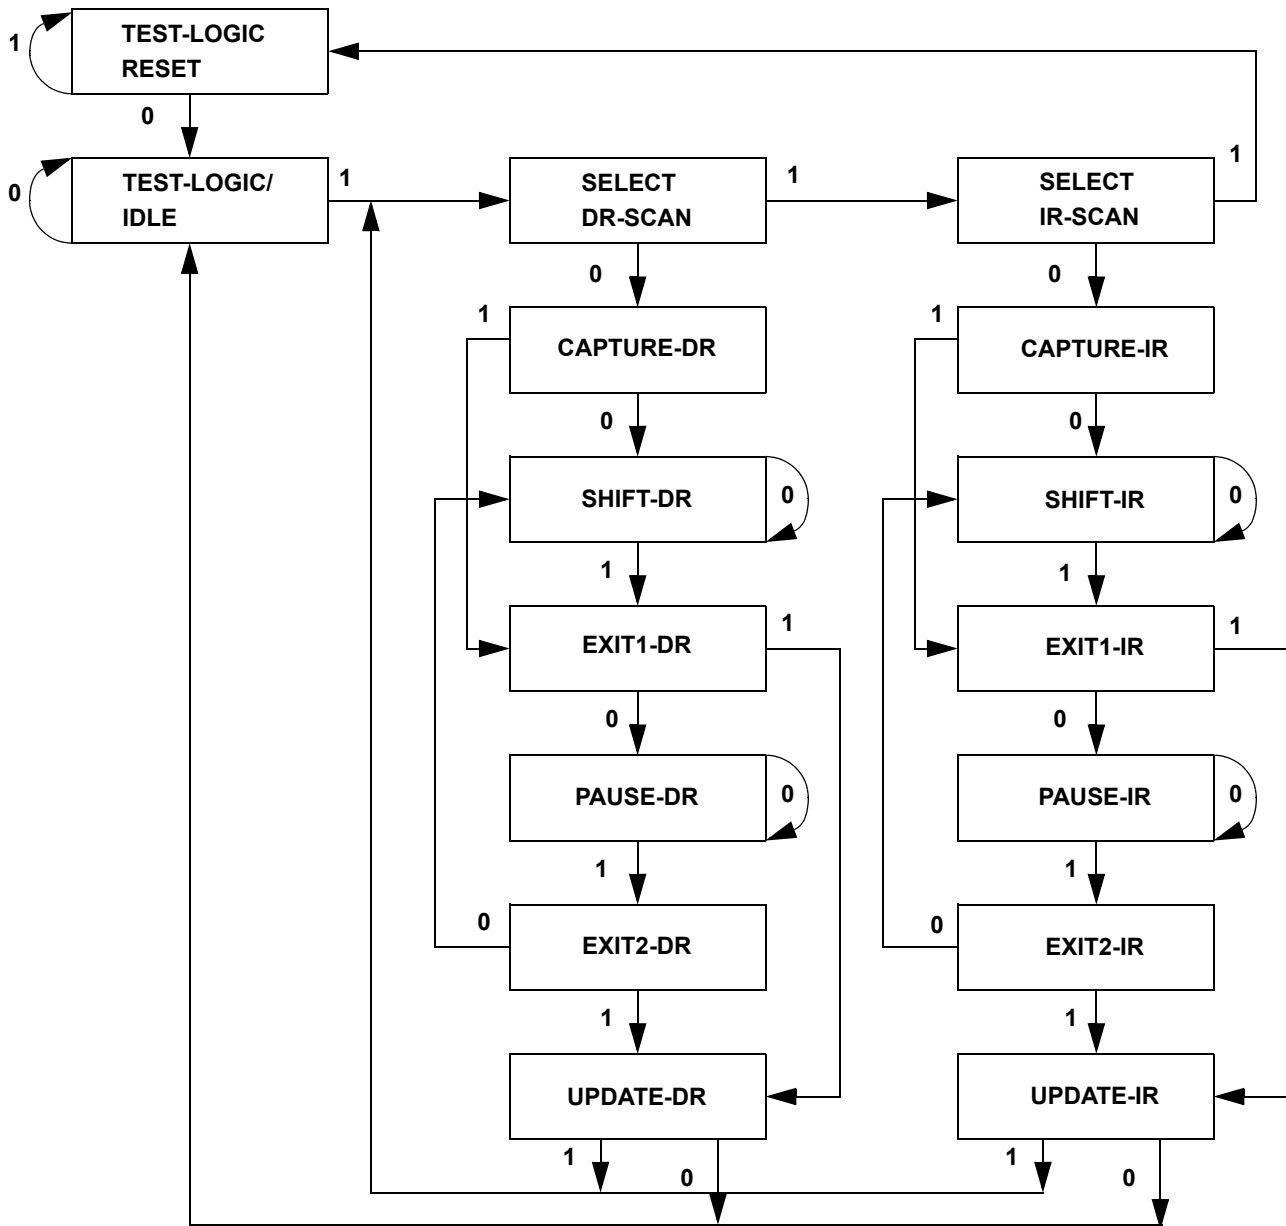 TEST-LOGIC
RESET
1
0
TEST-LOGIC/
IDLE
0
1
SELECT
DR-SCAN
1
SELECT
IR-SCAN
1
0
0
1
CAPTURE-DR
1
CAPTURE-IR
0
0
SHIFT-DR
0
SHIFT-IR
0
1
1
EXIT1-DR
1
EXIT1-IR
1
0
0
PAUSE-DR
0
PAUSE-IR
0
1
1
0
EXIT2-DR
0
EXIT2-IR
1
1
UPDATE-DR
UPDATE-IR
1
0
1
0